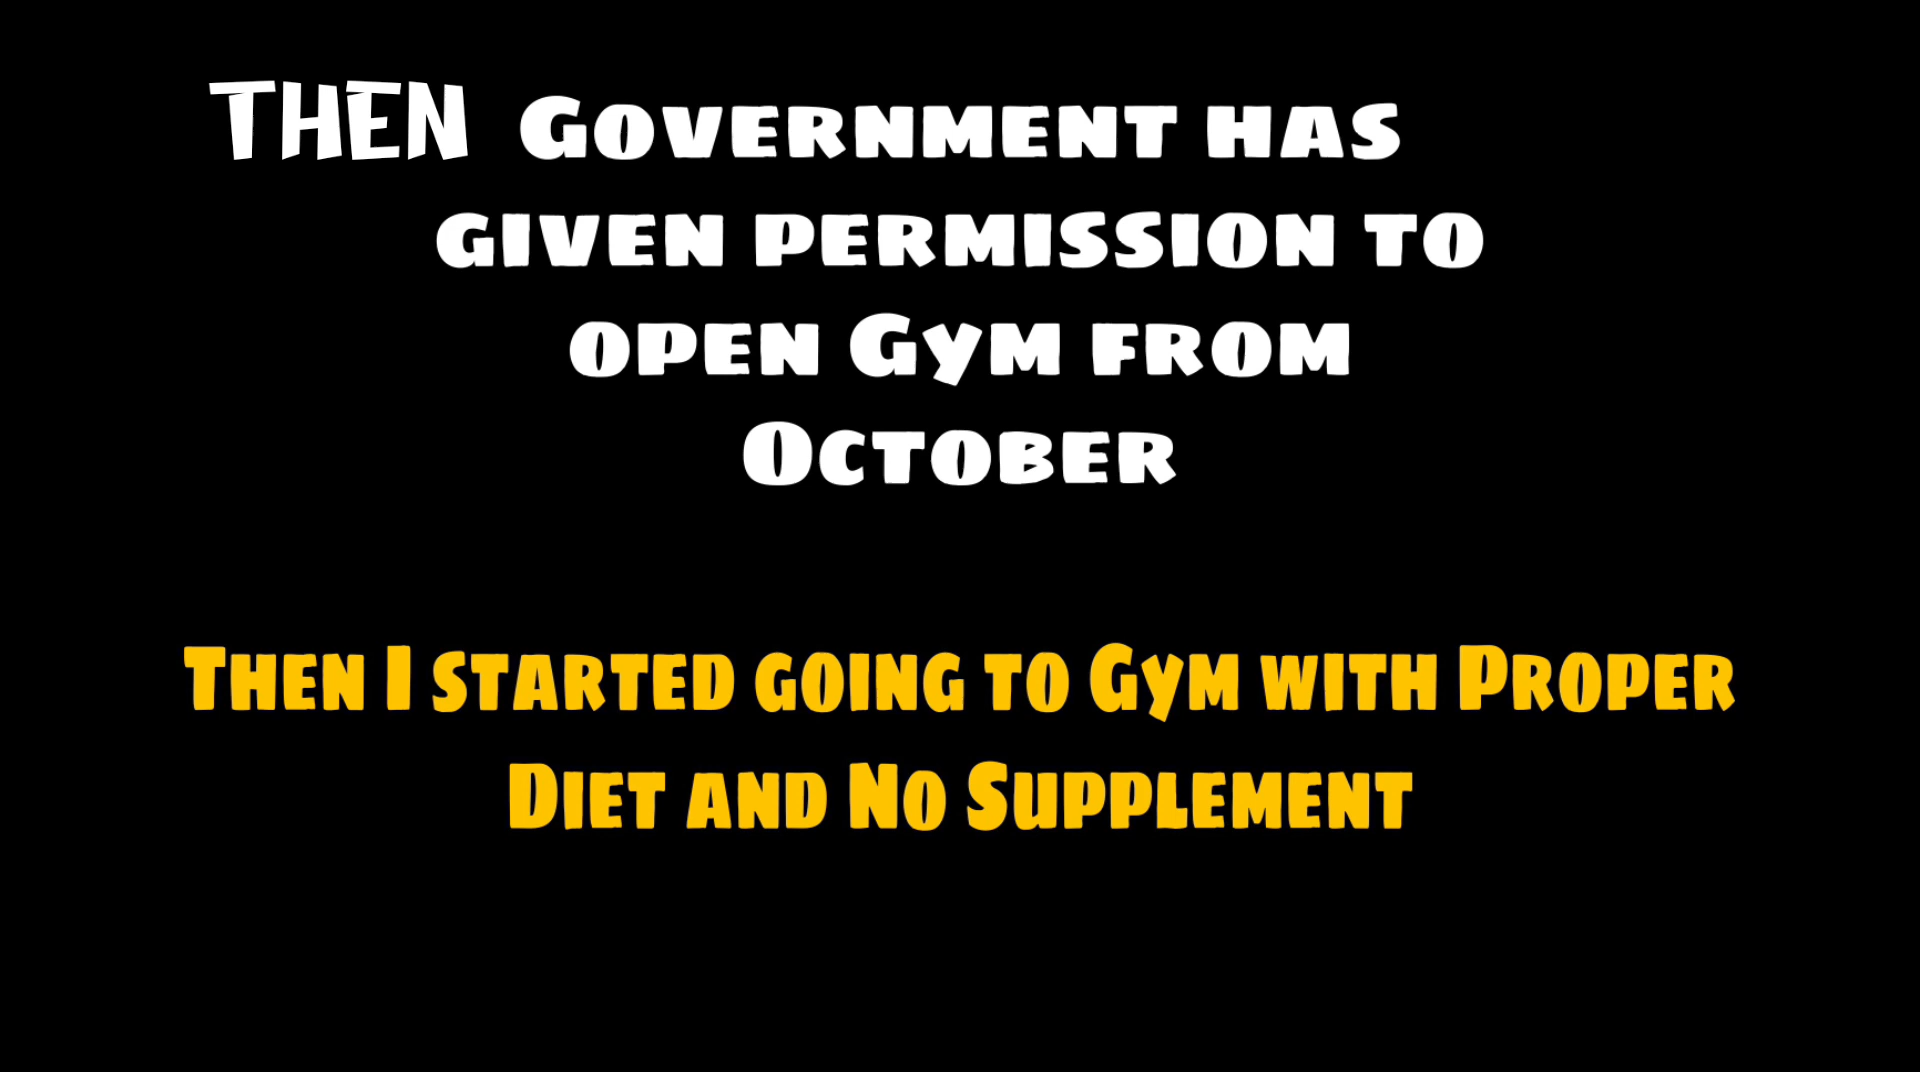 THEN Government has
given permission to
open Gym from
October
Then I started going to Gym with Proper
Diet and No Supplement